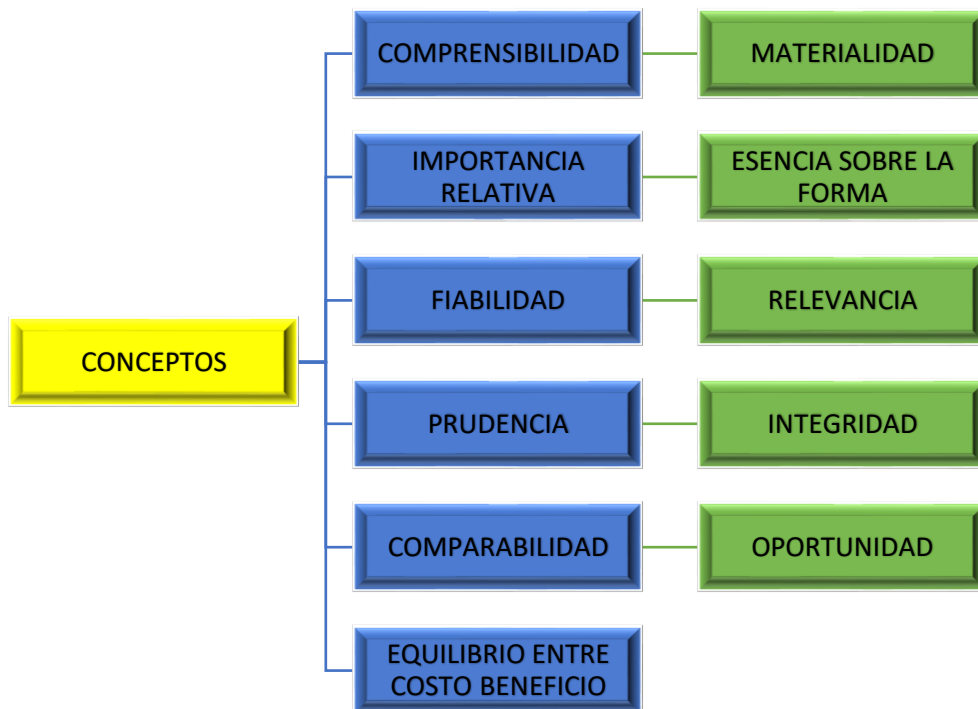 COMPRENSIBILIDAD
MATERIALIDAD
IMPORTANCIA
RELATIVA
ESENCIA SOBRE LA
FORMA
FIABILIDAD
RELEVANCIA
CONCEPTOS
PRUDENCIA
INTEGRIDAD
COMPARABILIDAD
OPORTUNIDAD
EQUILIBRIO ENTRE
COSTO BENEFICIO